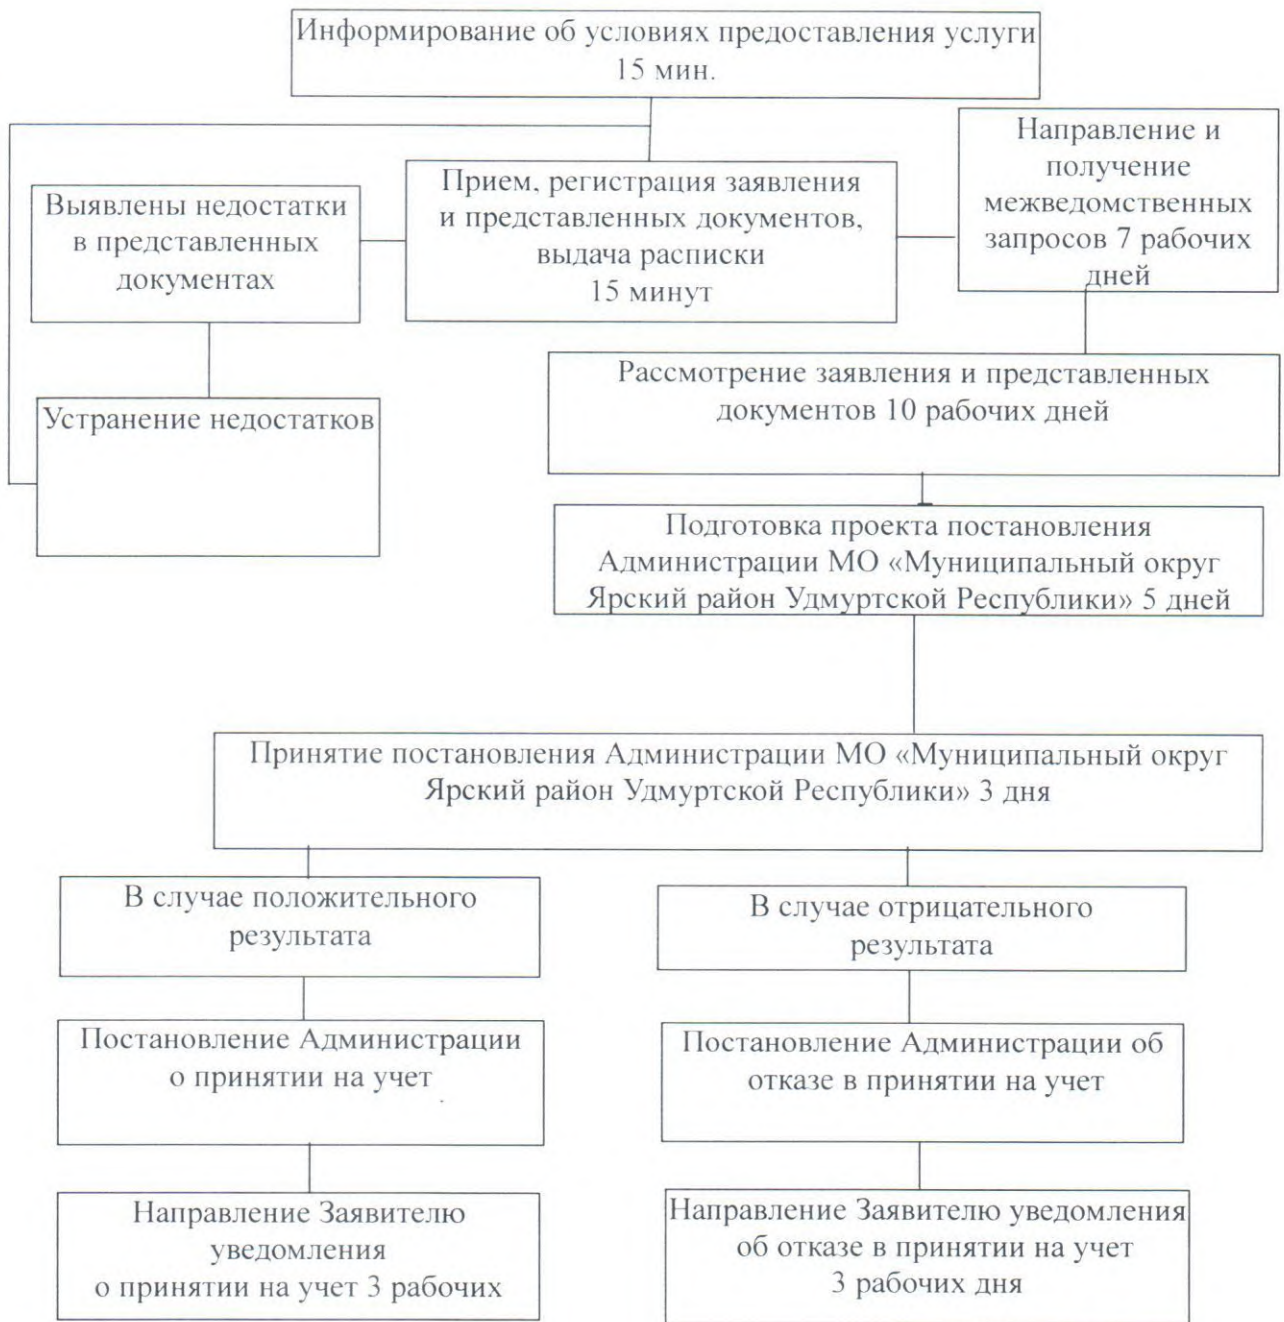 Информирование об условиях предоставления услуги
15 мин.
Направление и
получение
межведомственных
запросов 7 рабочих
дней
Прием, регистрация заявления
и представленных документов,
выдача расписки
15 минут
Выявлены недостатки
в представленных
документах
Рассмотрение заявления и представленных
документов 10 рабочих дней
Устранение недостатков
Подготовка проекта постановления
Администрации МО «Муниципальный округ
Ярский район Удмуртской Республики» 5 дней
Принятие постановления Администрации МО «Муниципальный округ
Ярский район Удмуртской Республики» 3 дня
В случае положительного
результата
В случае отрицательного
результата
Постановление Администрации
о принятии на учет
Постановление Администрации об
отказе в принятии на учет
Направление Заявителю
уведомления
о принятии на учет 3 рабочих
Направление Заявителю уведомления
об отказе в принятии на учет
3 рабочих дня